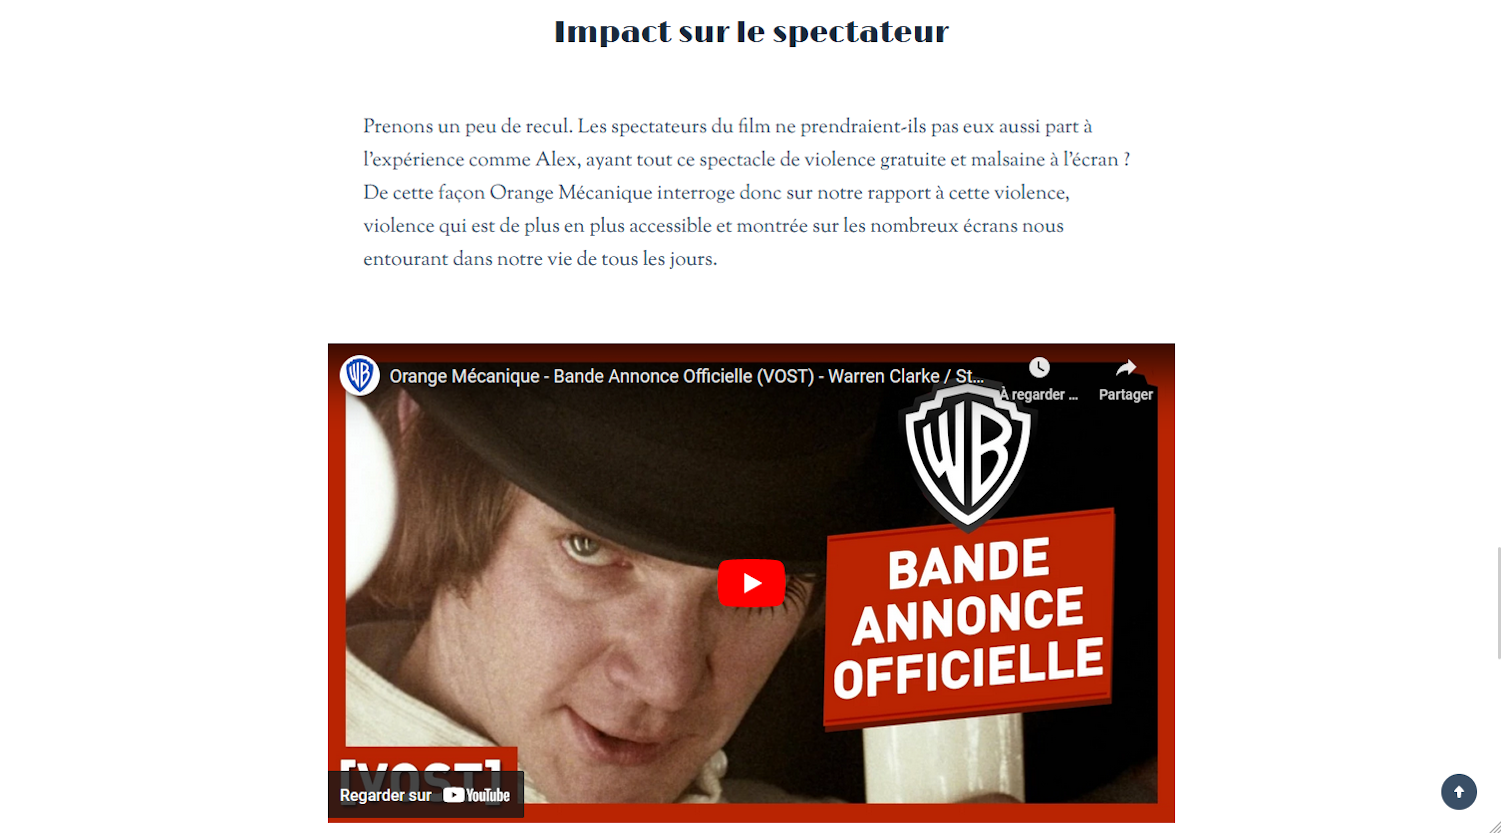 Impact sur le spectateur
Prenons un peu de recul. Les spectateurs du film ne prendraient-ils pas eux aussi part à
l'expérience comme Alex, ayant tout ce spectacle de violence gratuite et malsaine à l'écran ?
De cette façon Orange Mécanique interroge donc sur notre rapport à cette violence,
violence qui est de plus en plus accessible et montrée sur les nombreux écrans nous
entourant dans notre vie de tous les jours.
WB
Orange Mécanique - Bande Annonce Officielle (VOST) - Warren Clarke / St...
À regarder ...
Partager
WB
BANDE
ANNONCE
OFFICIELLE
[VOST]
Regarder sur YouTube